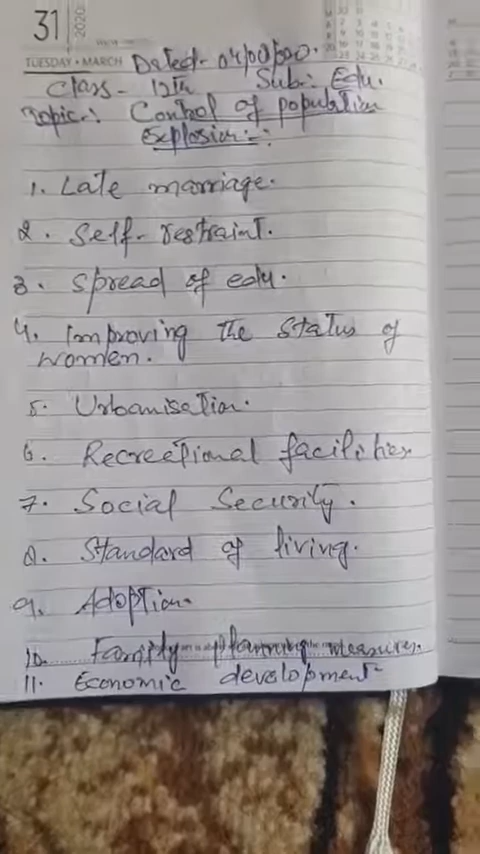 31
2020
TUESDAY • MARCH Dated-
Class- 12th Sub:- Edu.
Topic:- Control of population
Explosion:-
1. Late marriage.
2. Self-restraint.
3. Spread of edu.
4. Improving the Status of
women.
5. Urbanisation.
6. Recreational facilities
7. Social Security.
8. Standard of living.
9. Adoption.
10. Family planning measures.
11. Economic development